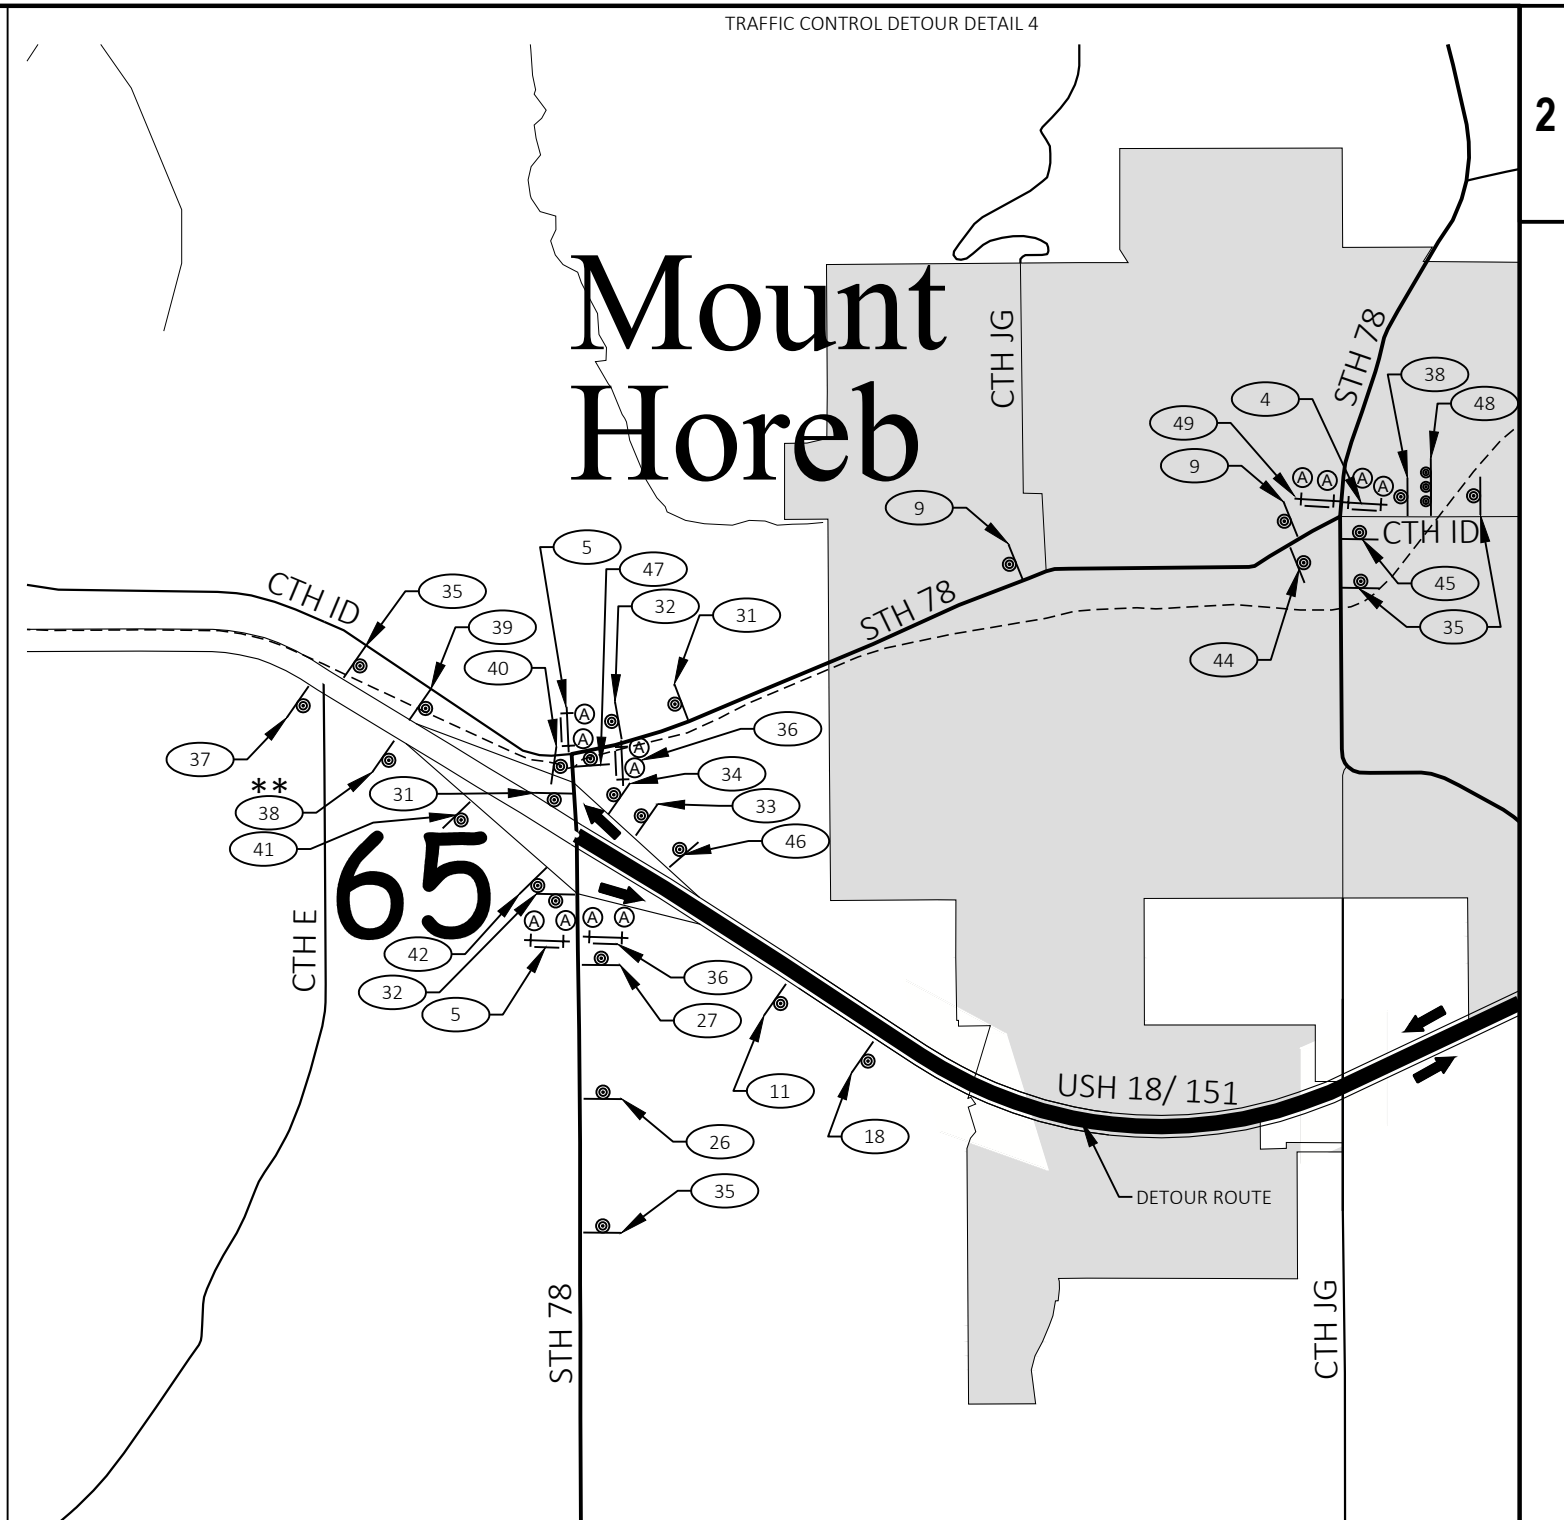 TRAFFIC CONTROL DETOUR DETAIL 4
2
Mount
Horeb
CTH JG
STH 78
38
48
4
49
9
9
CTH ID
45
35
44
5
47
32
31
STH 78
CTH ID
35
39
40
36
37
34
**
38
31
33
41
46
65
CTH E
42
32
5
36
27
11
18
26
35
USH 18/ 151
DETOUR ROUTE
STH 78
CTH JG
A
A
A
A
A
A
A
A
A
A
A
A